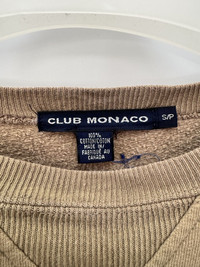 CLUB MONACO
S/P
100%
COTTON/COTON
MADE IN/
FABRIQUÉ AU
CANADA